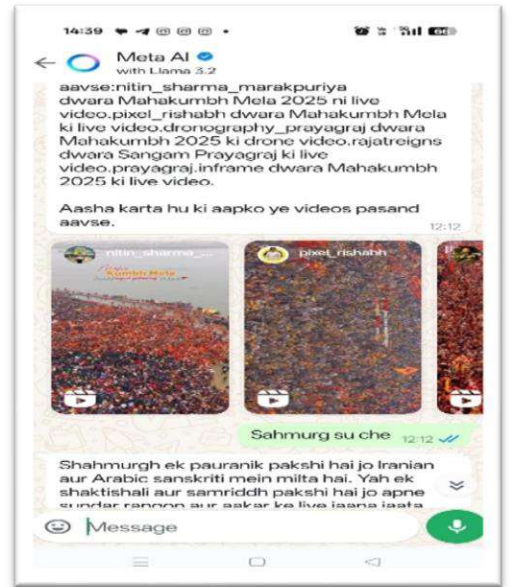 14:39
Meta AI
with Llama 3.2
aavse:nitin_sharma_marakpuriya
dwara Mahakumbh Mela 2025 ni live
video.pixel_rishabh dwara Mahakumbh Mela
ki live video.dronography_prayagraj dwara
Mahakumbh 2025 ki drone video.rajatreigns
dwara Sangam Prayagraj ki live
video.prayagraj.inframe dwara Mahakumbh
2025 ki live video.
Aasha karta hu ki aapko ye videos pasand
aavse.
12:12
nitin_sharma_...
pixel_rishabh
Kumbh Mela
Sahmurg su che 12:12
Shahmurgh ek pauranik pakshi hai jo Iranian
aur Arabic sanskriti mein milta hai. Yah ek
shaktishali aur samriddh pakshi hai jo apne
sundar rangon aur aakar ke liye jaana jaata
Message